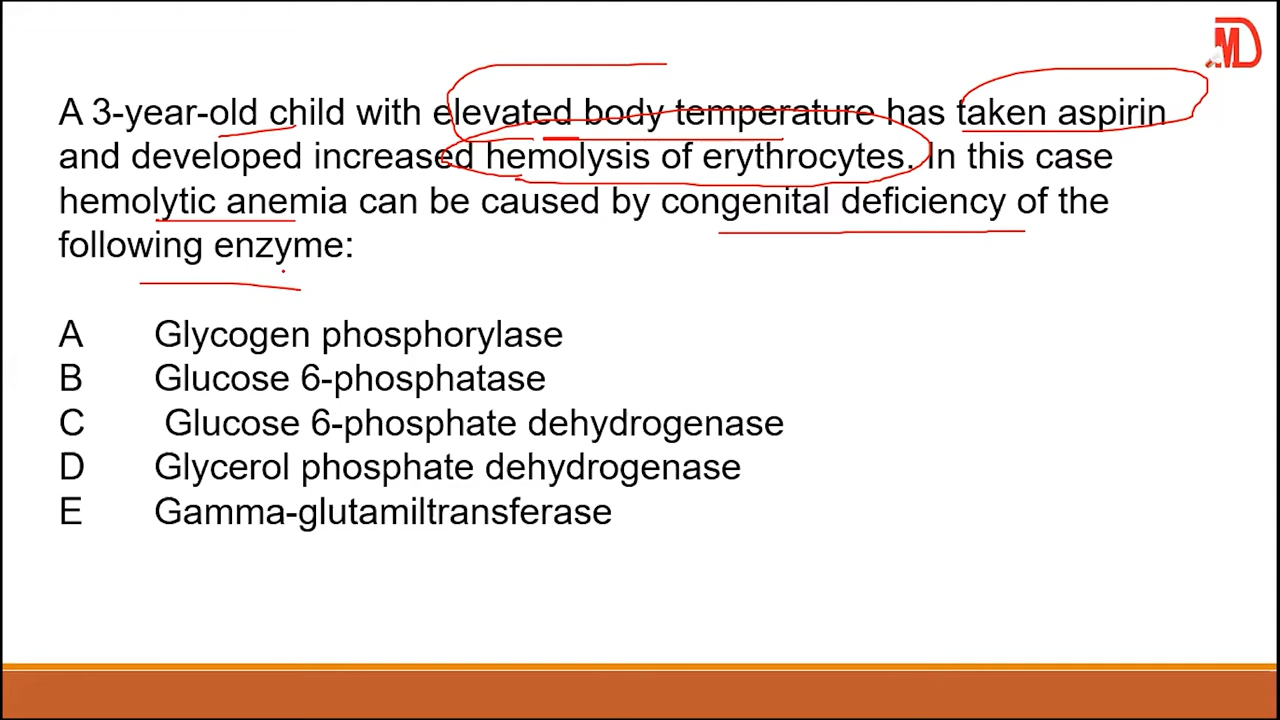 MD
A 3-year-old child with elevated body temperature has taken aspirin
and developed increased hemolysis of erythrocytes. In this case
hemolytic anemia can be caused by congenital deficiency of the
following enzyme:
A Glycogen phosphorylase
B Glucose 6-phosphatase
C Glucose 6-phosphate dehydrogenase
D Glycerol phosphate dehydrogenase
E Gamma-glutamiltransferase